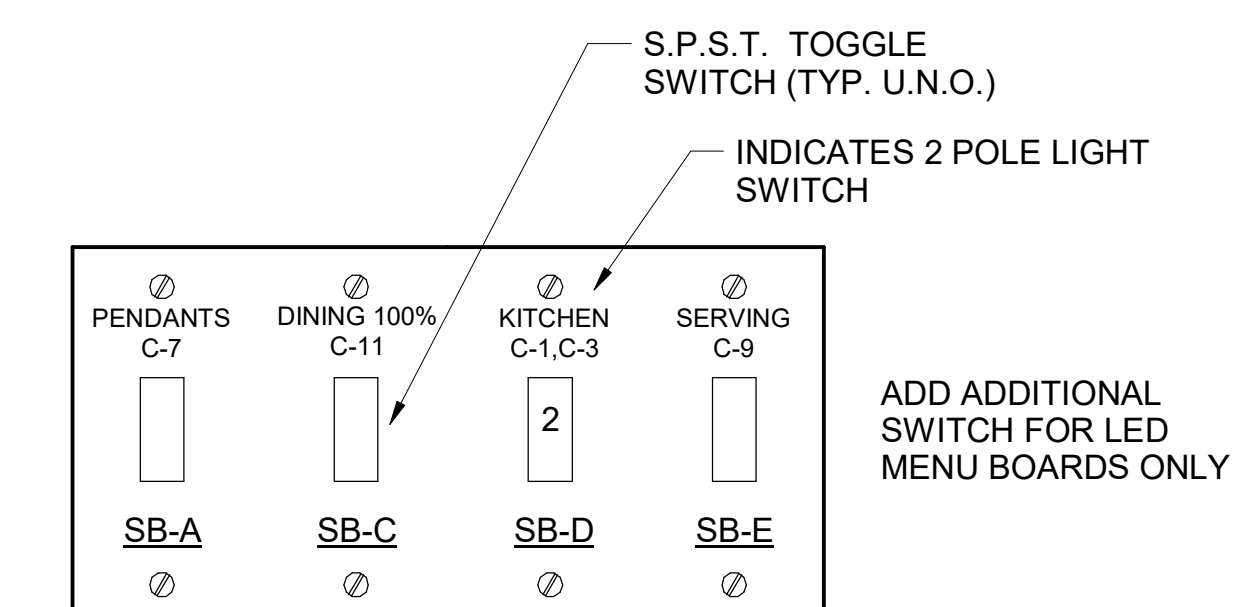 S.P.S.T. TOGGLE
SWITCH (TYP. U.N.O.)
INDICATES 2 POLE LIGHT
SWITCH
PENDANTS
C-7
DINING 100%
C-11
KITCHEN
C-1,C-3
SERVING
C-9
2
ADD ADDITIONAL
SWITCH FOR LED
MENU BOARDS ONLY
SB-A
SB-C
SB-D
SB-E